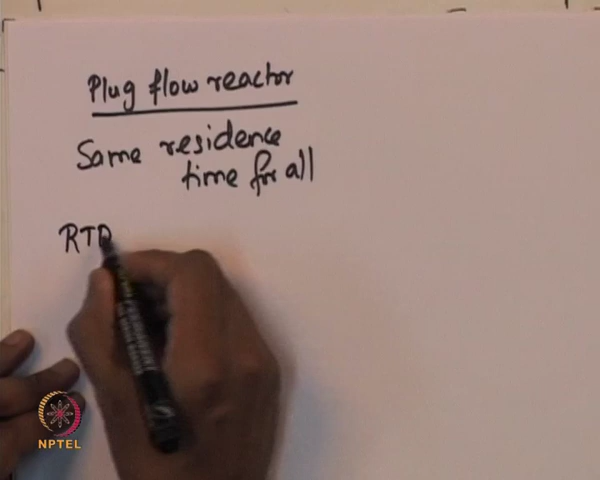 Plug flow reactor
Same residence
time for all
RTD
NPTEL